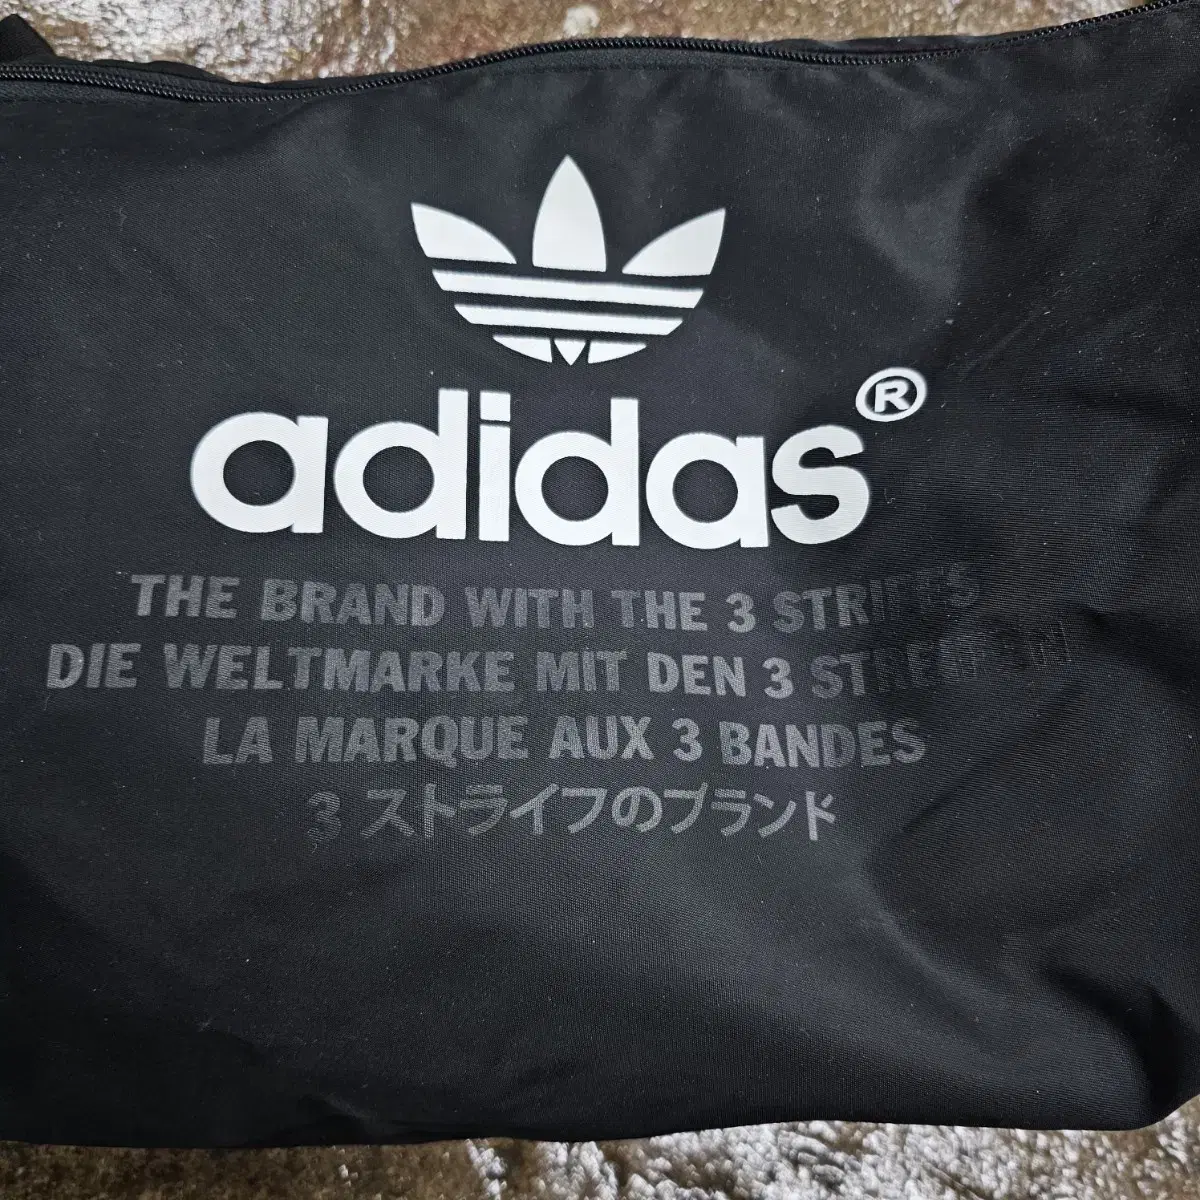 adidas®
THE BRAND WITH THE 3 STRIPES
DIE WELTMARKE MIT DEN 3 STREIFEN
LA MARQUE AUX 3 BANDES
3 ストライフのブランド